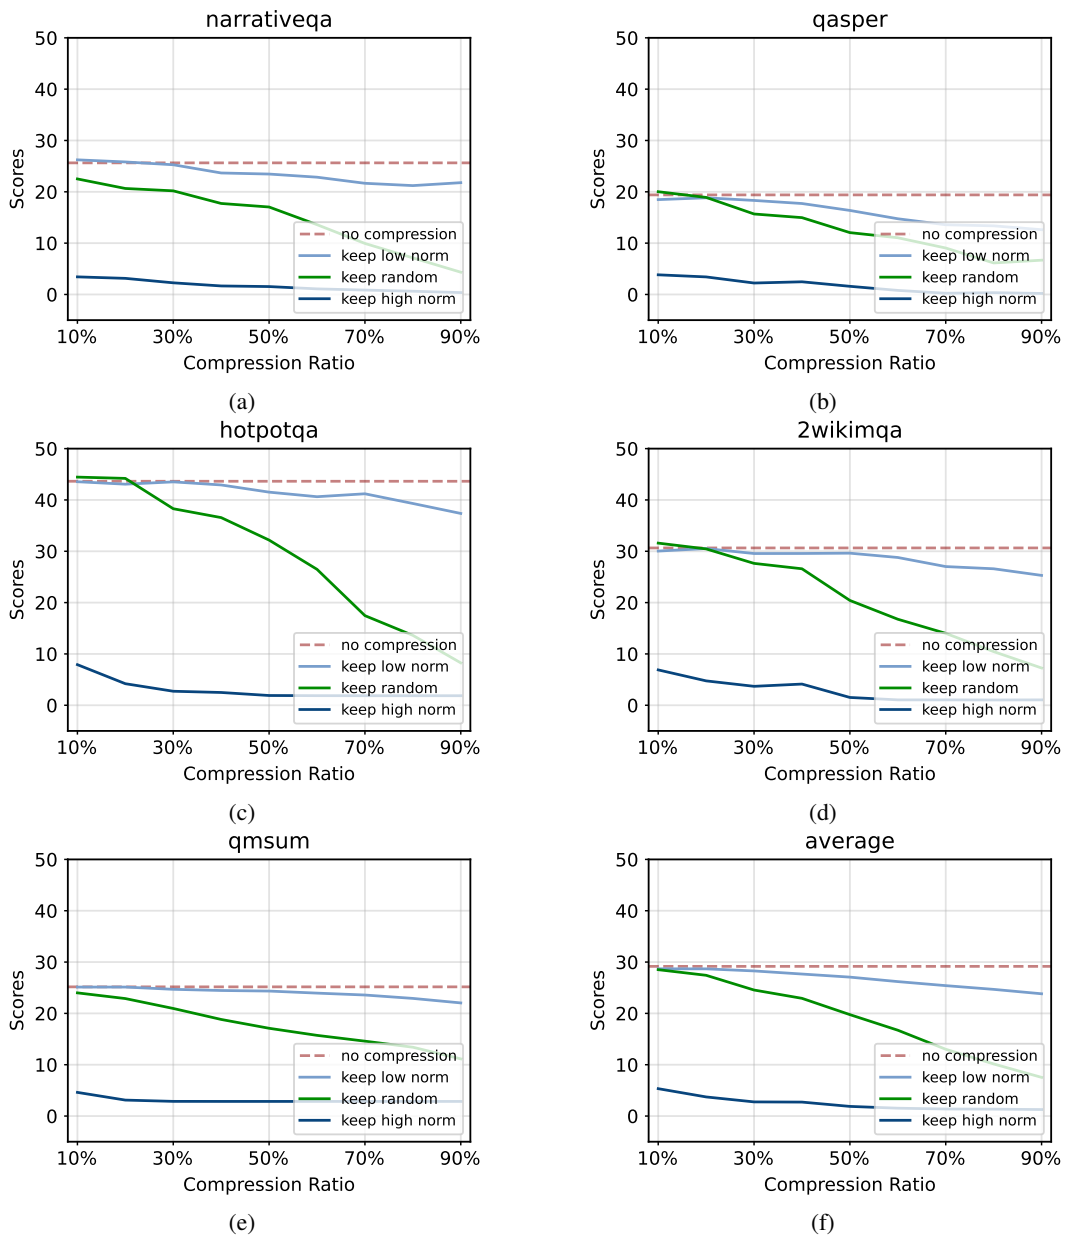 narrativeqa
50
40
30
20
10
0
Scores
no compression
keep low norm
keep random
keep high norm
10% 30% 50% 70% 90%
Compression Ratio
(a)
qasper
50
40
30
20
10
0
Scores
no compression
keep low norm
keep random
keep high norm
10% 30% 50% 70% 90%
Compression Ratio
(b)
hotpotqa
50
40
30
20
10
0
Scores
no compression
keep low norm
keep random
keep high norm
10% 30% 50% 70% 90%
Compression Ratio
(c)
2wikimqa
50
40
30
20
10
0
Scores
no compression
keep low norm
keep random
keep high norm
10% 30% 50% 70% 90%
Compression Ratio
(d)
qmsum
50
40
30
20
10
0
Scores
no compression
keep low norm
keep random
keep high norm
10% 30% 50% 70% 90%
Compression Ratio
(e)
average
50
40
30
20
10
0
Scores
no compression
keep low norm
keep random
keep high norm
10% 30% 50% 70% 90%
Compression Ratio
(f)